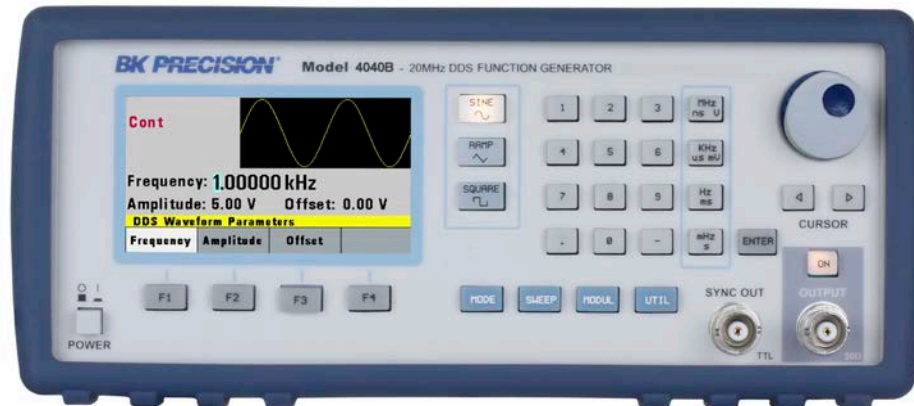 BK PRECISION® Model 4040B - 20MHz DDS FUNCTION GENERATOR
Cont
Frequency: 1.00000 kHz
Amplitude: 5.00 V Offset: 0.00 V
DDS Waveform Parameters
Frequency Amplitude Offset
F1 F2 F3 F4
POWER
SINE
RAMP
SQUARE
1 2 3 MHz ns V
4 5 6 KHz us mV
7 8 9 Hz ms
. 0 - mHz s ENTER
MODE SWEEP MODUL UTIL
CURSOR
ON
SYNC OUT OUTPUT
TTL 50Ω